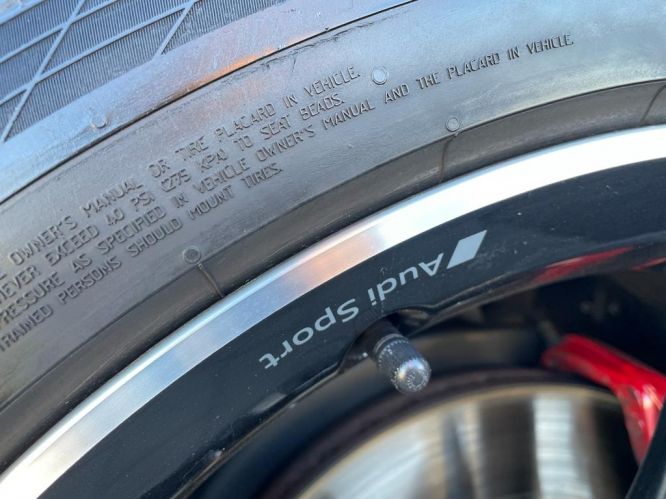 OWNER'S MANUAL OR TIRE PLACARD IN VEHICLE.
NEVER EXCEED 40 PSI (275 KPA) TO SEAT BEADS.
PRESSURE AS SPECIFIED IN VEHICLE OWNER'S MANUAL AND THE PLACARD IN VEHICLE.
TRAINED PERSONS SHOULD MOUNT TIRES.
Audi Sport